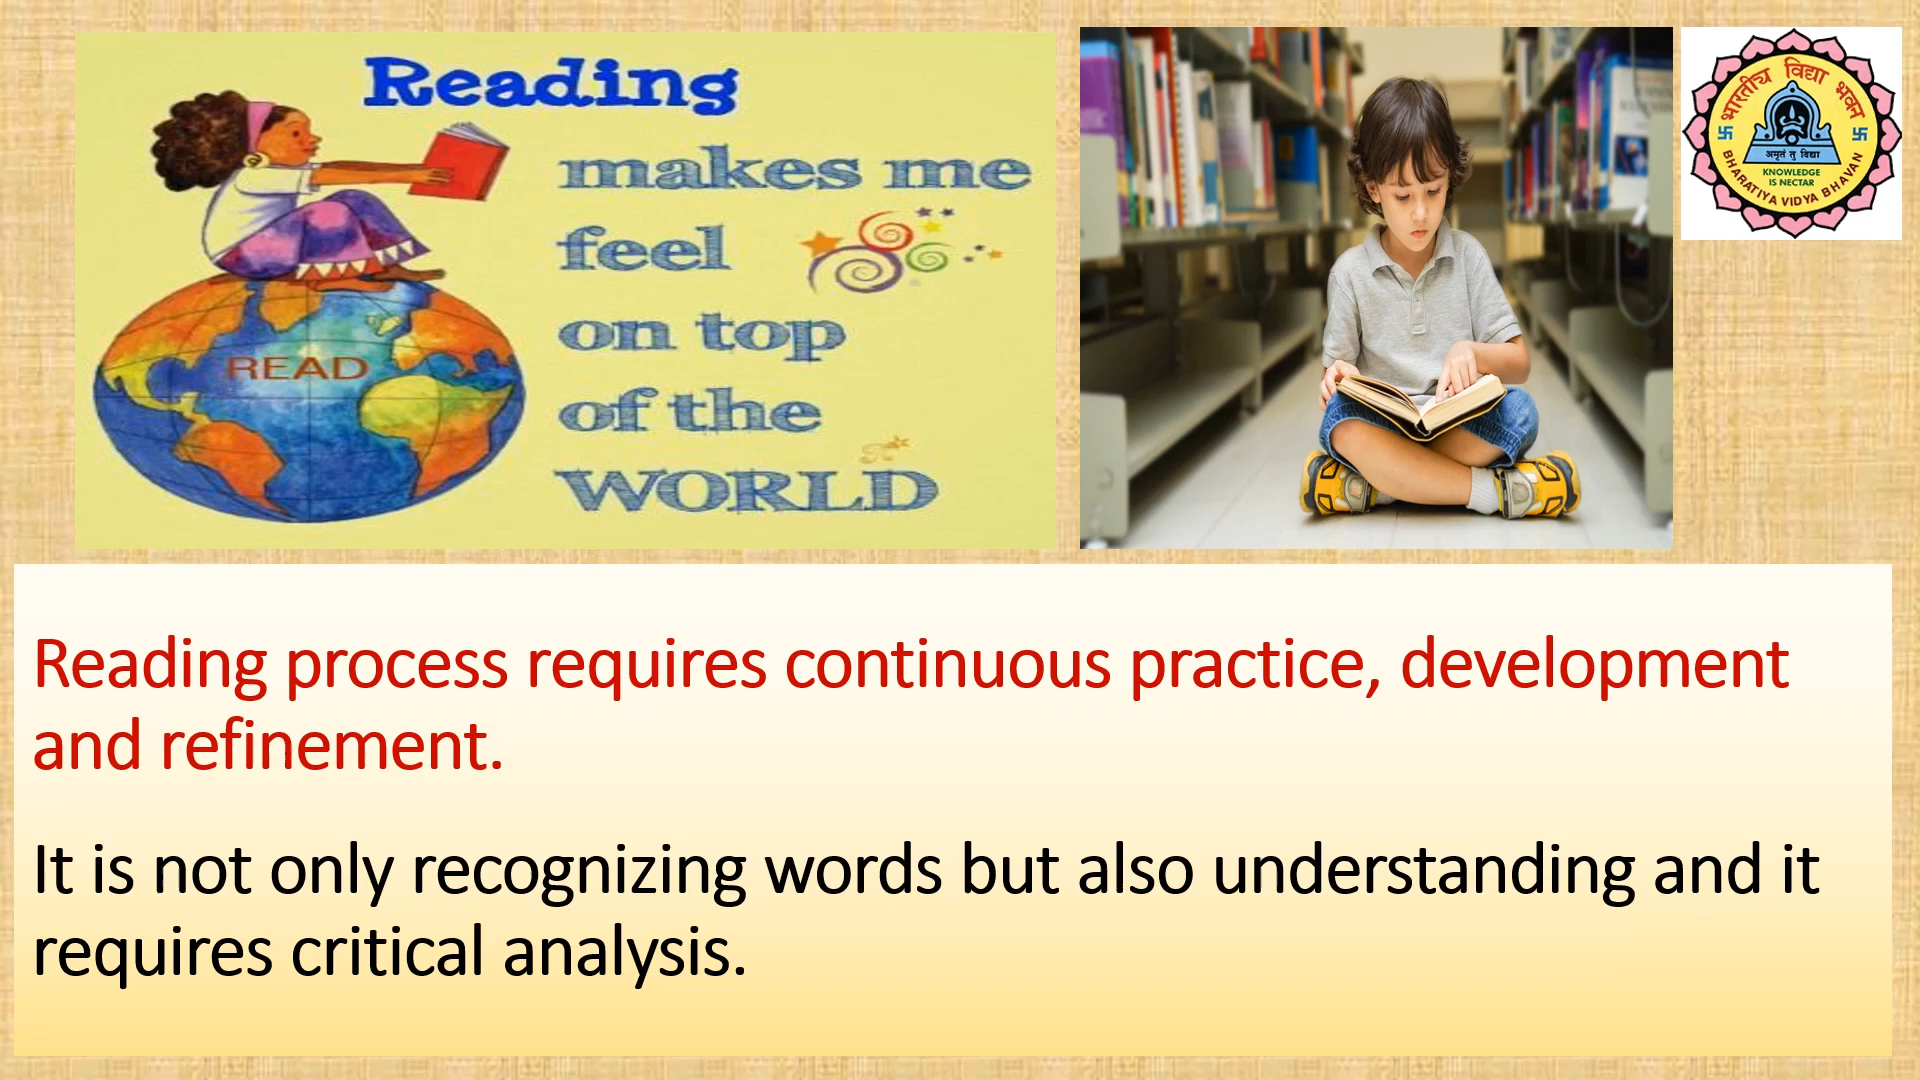 Reading
makes me
feel
on top
of the
WORLD
READ
भारतीय विद्या भवन
अमृतं तु विद्या
KNOWLEDGE
IS NECTAR
BHARATIYA VIDYA BHAVAN
Reading process requires continuous practice, development
and refinement.
It is not only recognizing words but also understanding and it
requires critical analysis.